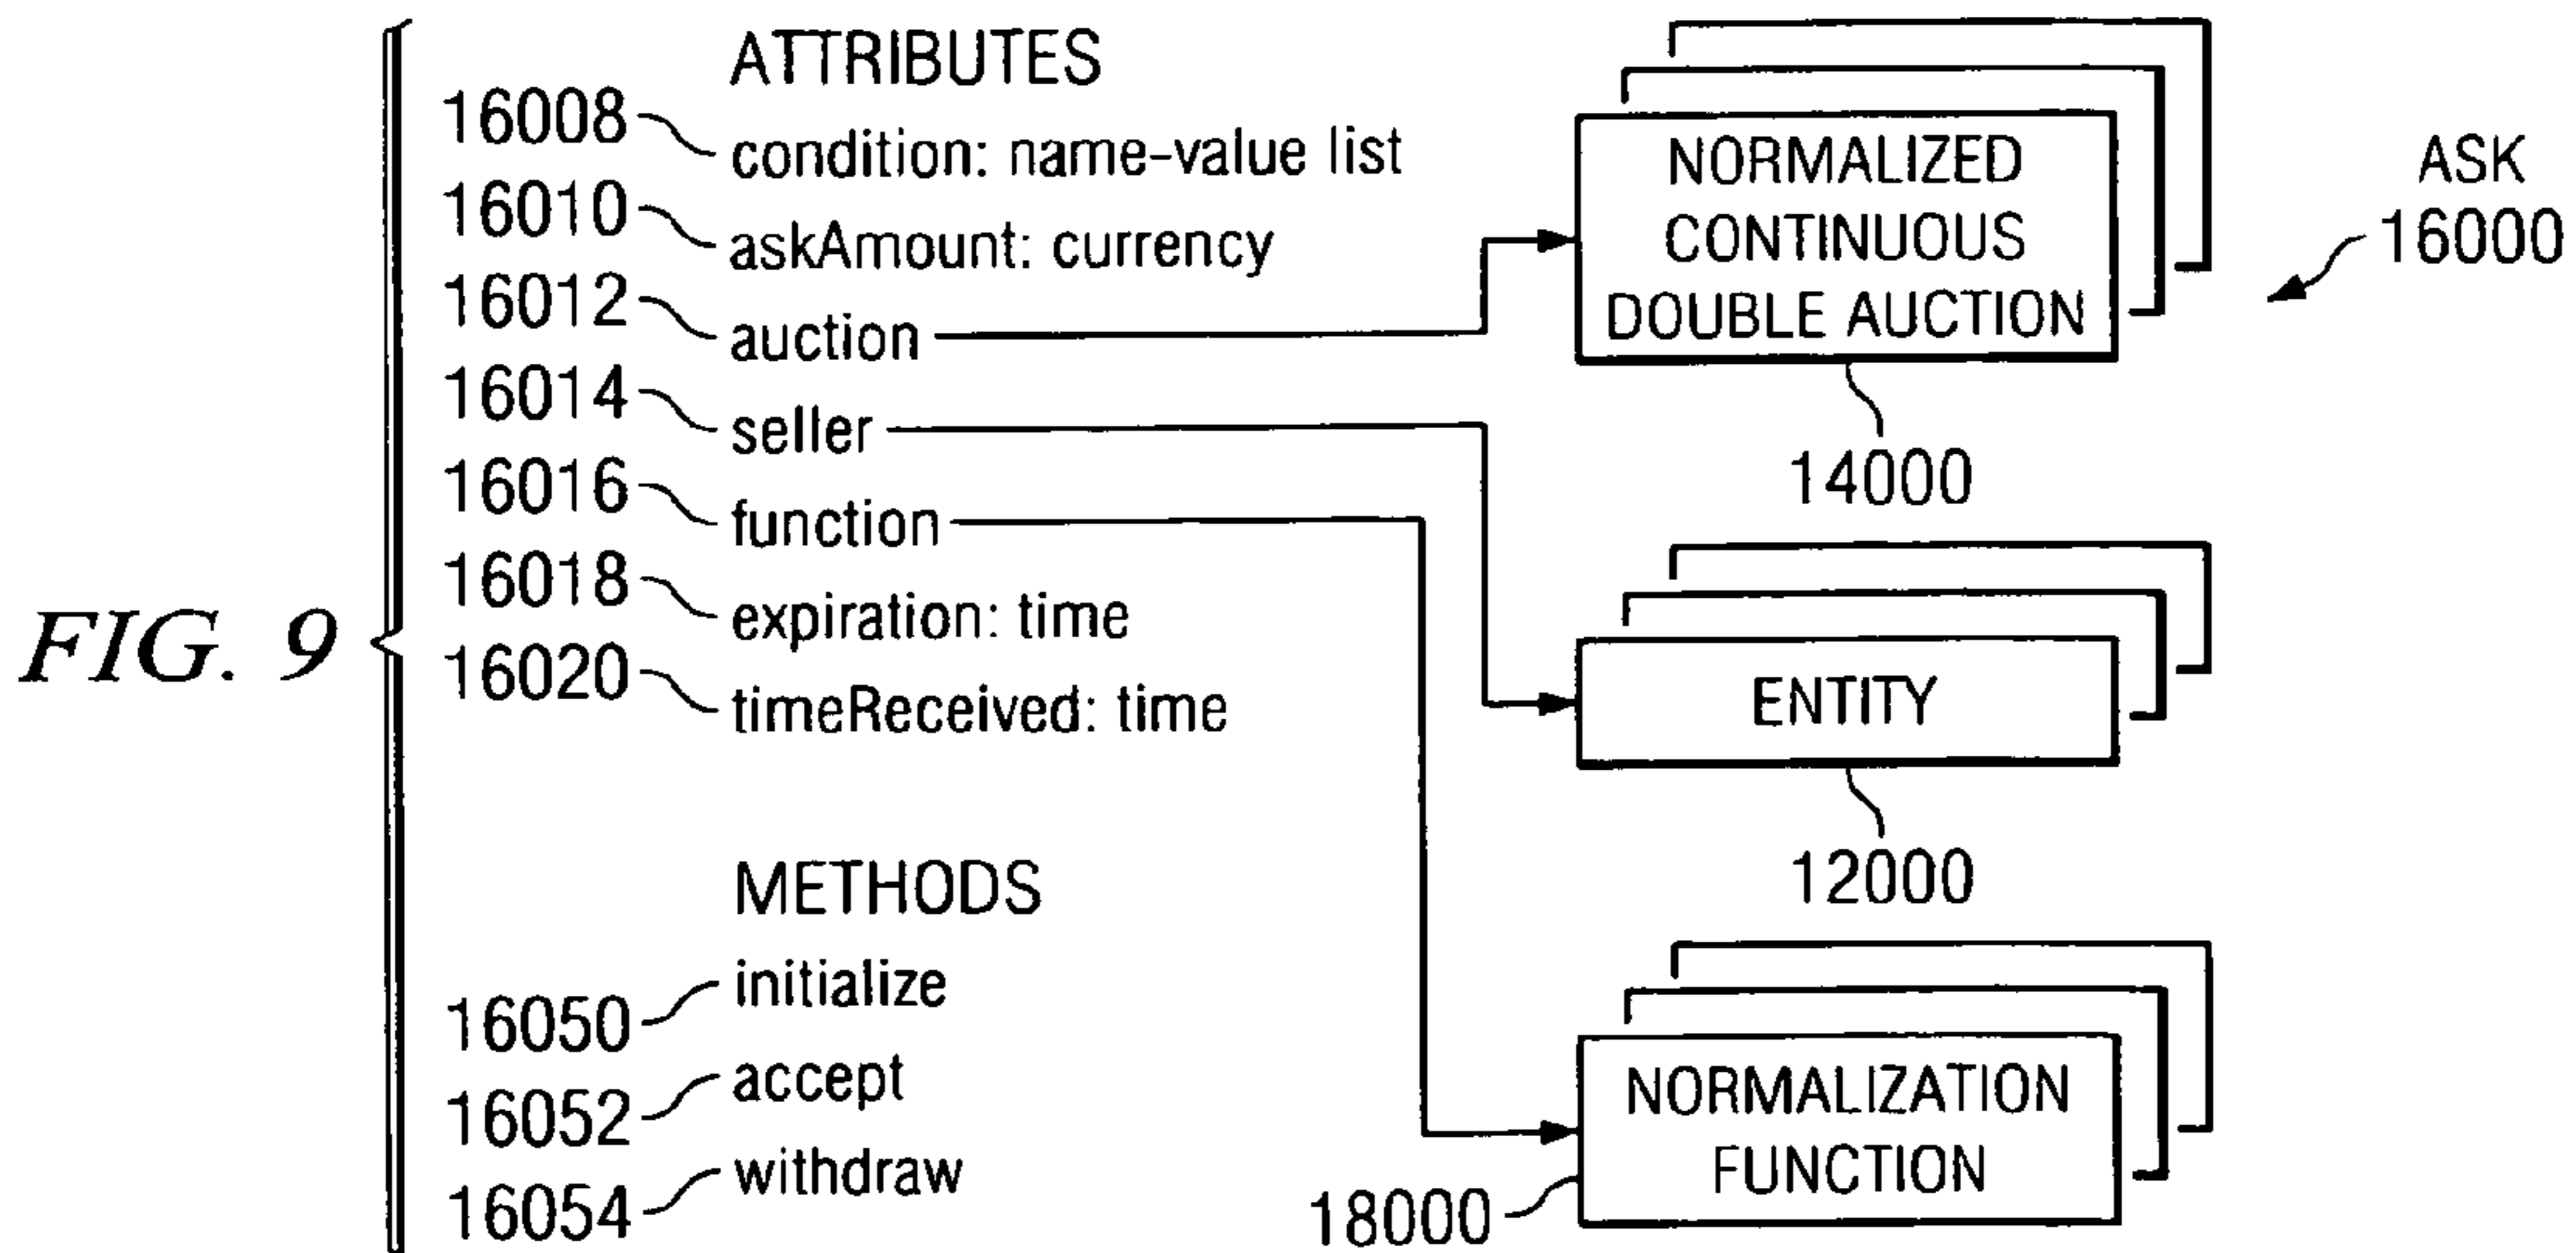 FIG. 9
ATTRIBUTES
16008 condition: name-value list
16010 askAmount: currency
16012 auction
16014 seller
16016 function
16018 expiration: time
16020 timeReceived: time
METHODS
16050 initialize
16052 accept
16054 withdraw
NORMALIZED
CONTINUOUS
DOUBLE AUCTION
14000
ENTITY
12000
NORMALIZATION
FUNCTION
18000
ASK
16000